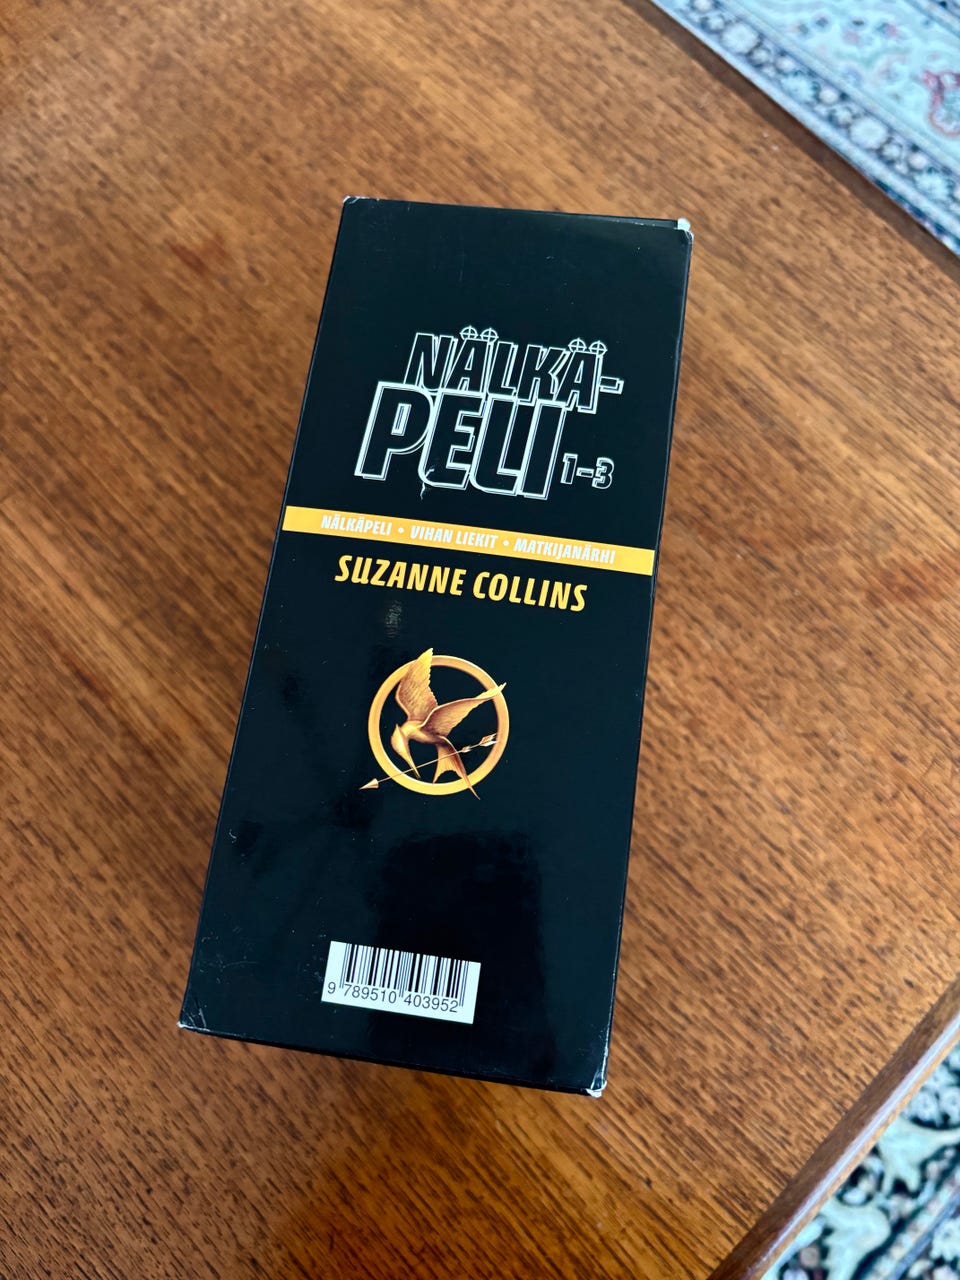 NÄLKÄ-
PELI 1–3
NÄLKÄPELI • VIHAN LIEKIT • MATKIJANÄRHI
SUZANNE COLLINS
9 789510 403952